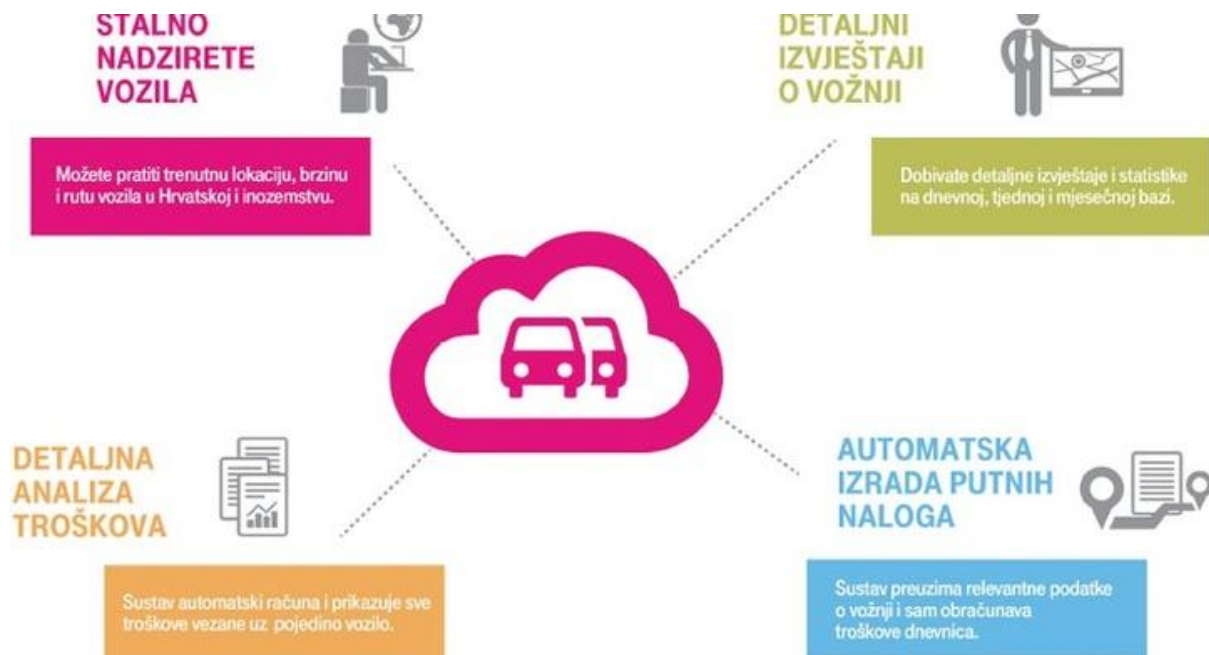 STALNO
NADZIRETE
VOZILA
Možete pratiti trenutnu lokaciju, brzinu
i rutu vozila u Hrvatskoj i inozemstvu.
DETALJNI
IZVJEŠTAJI
O VOŽNJI
Dobivate detaljne izvještaje i statistike
na dnevnoj, tjednoj i mjesečnoj bazi.
DETALJNA
ANALIZA
TROŠKOVA
Sustav automatski računa i prikazuje sve
troškove vezane uz pojedino vozilo.
AUTOMATSKA
IZRADA PUTNIH
NALOGA
Sustav preuzima relevantne podatke
o vožnji i sam obračunava
troškove dnevnica.